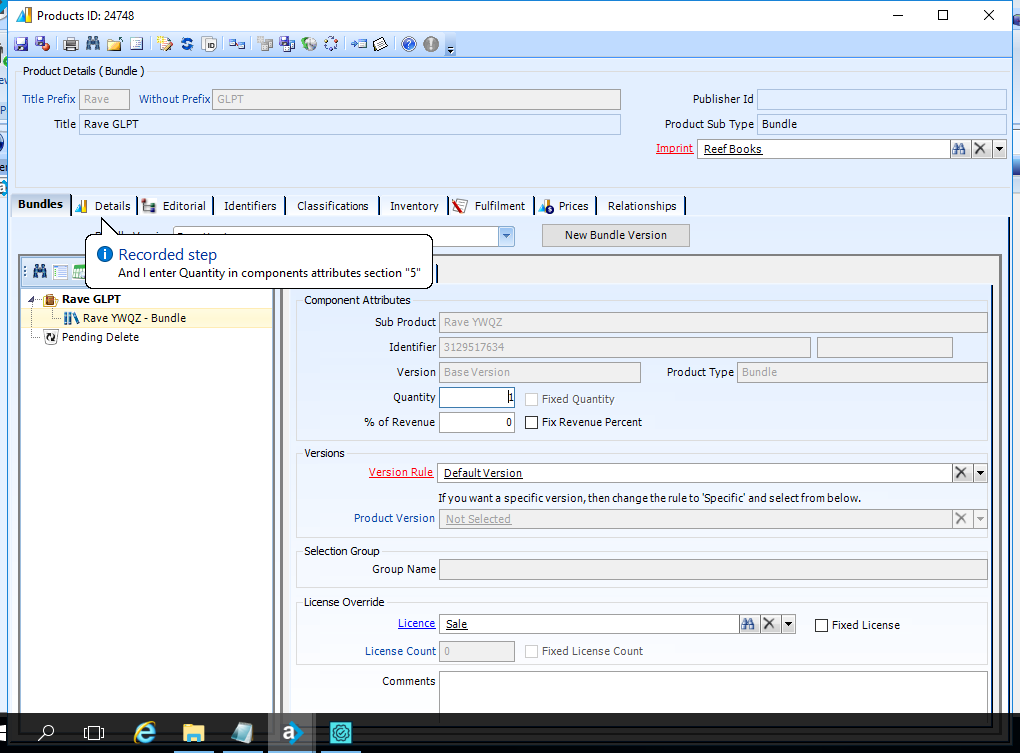 Products ID: 24748
Product Details ( Bundle )
Title Prefix Rave Without Prefix GLPT Publisher Id
Title Rave GLPT Product Sub Type Bundle
Imprint Reef Books
Bundles Details Editorial Identifiers Classifications Inventory Fulfilment Prices Relationships
New Bundle Version
Recorded step
And I enter Quantity in components attributes section "5"
Rave GLPT
Rave YWQZ - Bundle
Pending Delete
Component Attributes
Sub Product Rave YWQZ
Identifier 3129517634
Version Base Version Product Type Bundle
Quantity 1 Fixed Quantity
% of Revenue 0 Fix Revenue Percent
Versions
Version Rule Default Version
If you want a specific version, then change the rule to 'Specific' and select from below.
Product Version Not Selected
Selection Group
Group Name
License Override
Licence Sale Fixed License
License Count 0 Fixed License Count
Comments